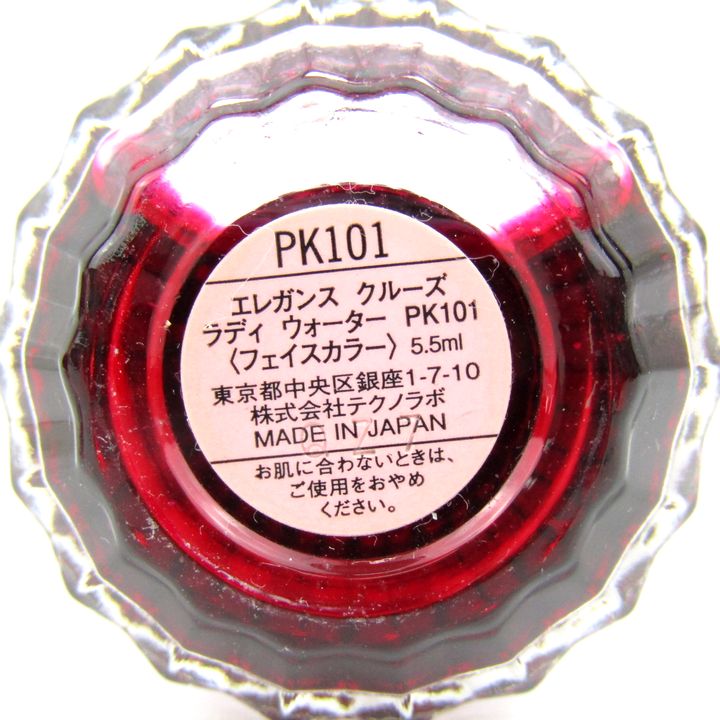 PK101
エレガンス クルーズ
ラディ ウォーター PK101
〈フェイスカラー〉 5.5ml
東京都中央区銀座1-7-10
株式会社テクノラボ
MADE IN JAPAN
お肌に合わないときは、
ご使用をおやめ
ください。